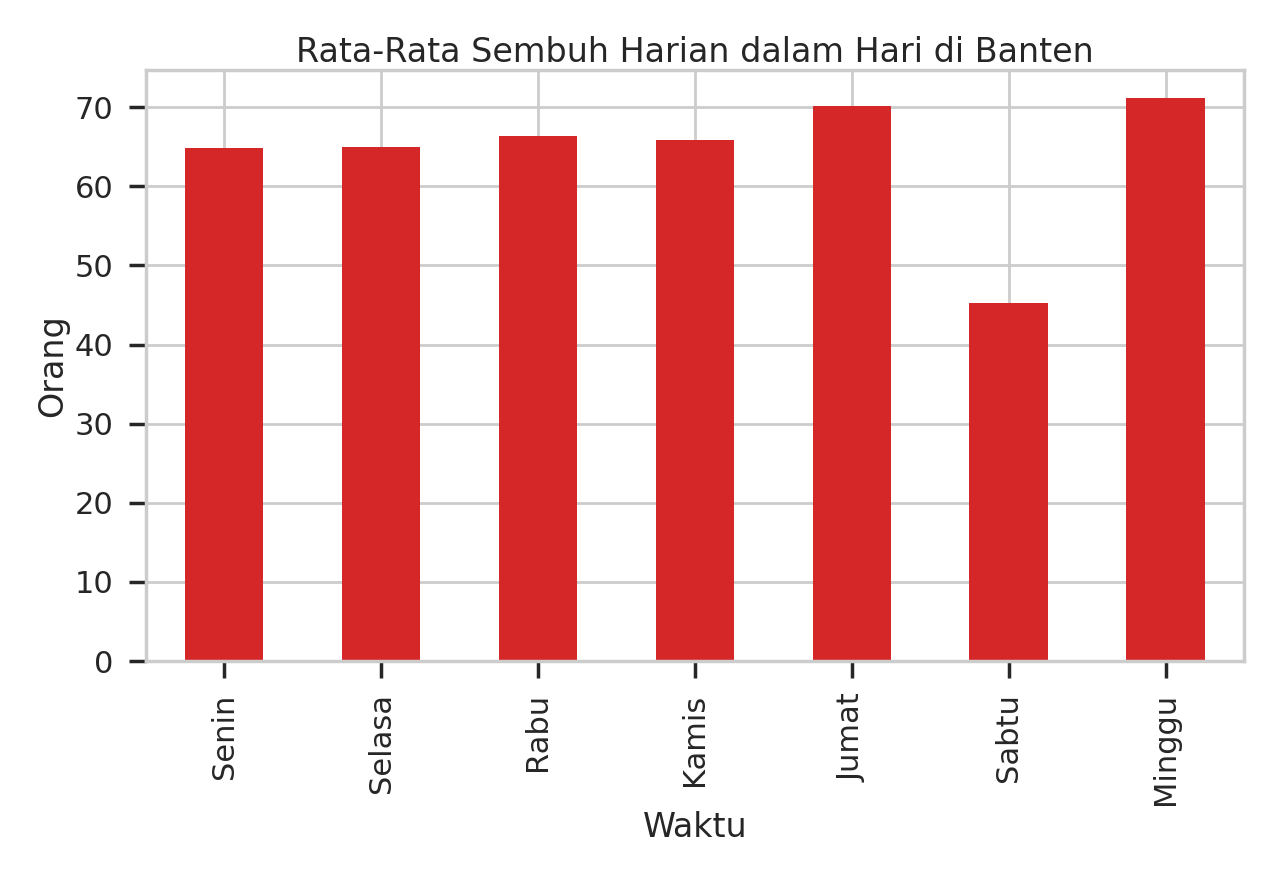 Rata-Rata Sembuh Harian dalam Hari di Banten
Orang
70
60
50
40
30
20
10
0
Senin
Selasa
Rabu
Kamis
Jumat
Sabtu
Minggu
Waktu